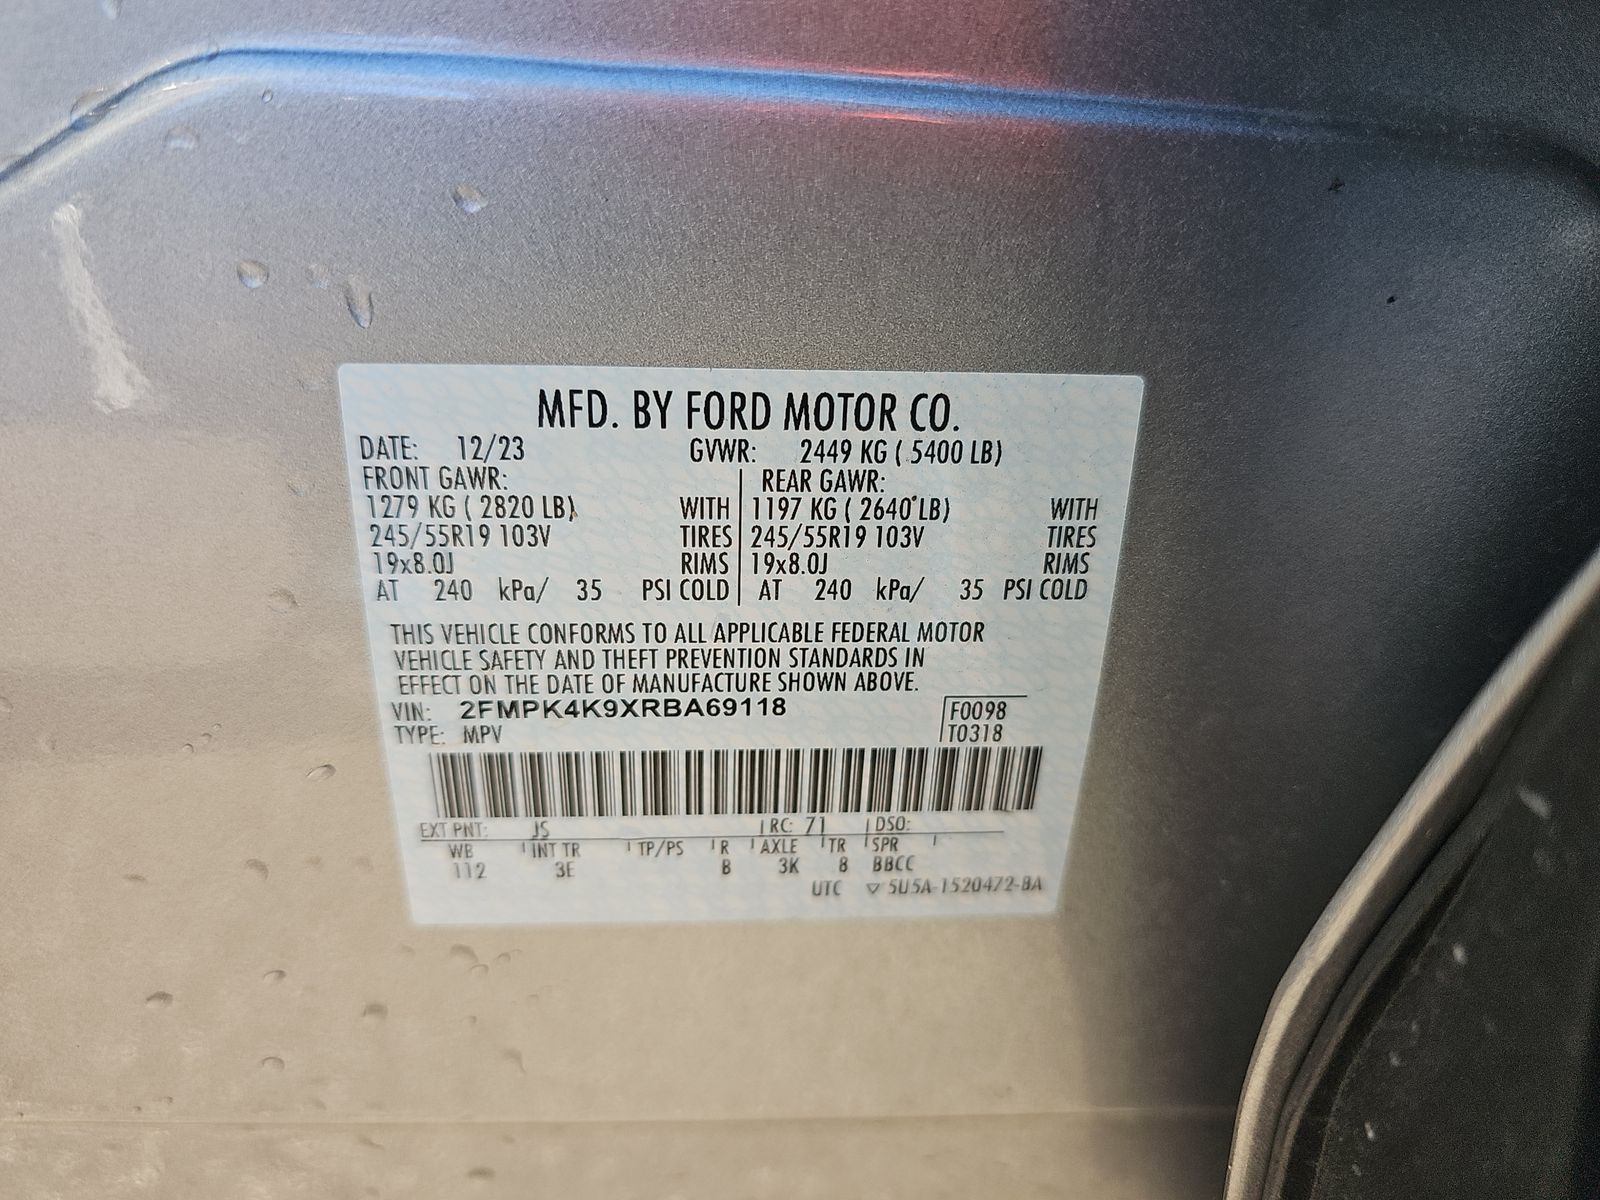 MFD. BY FORD MOTOR CO.
DATE: 12/23 GVWR: 2449 KG ( 5400 LB)
FRONT GAWR: REAR GAWR:
1279 KG ( 2820 LB) WITH 1197 KG ( 2640 LB) WITH
245/55R19 103V TIRES 245/55R19 103V TIRES
19x8.0J RIMS 19x8.0J RIMS
AT 240 kPa/ 35 PSI COLD AT 240 kPa/ 35 PSI COLD
THIS VEHICLE CONFORMS TO ALL APPLICABLE FEDERAL MOTOR
VEHICLE SAFETY AND THEFT PREVENTION STANDARDS IN
EFFECT ON THE DATE OF MANUFACTURE SHOWN ABOVE.
VIN: 2FMPK4K9XRBA69118 F0098
TYPE: MPV T0318
EXT PNT: JS RC: 71 DSO:
WB INT TR TP/PS R AXLE TR SPR
112 3E B 3K 8 BBCC
UTC ▽ 5U5A-1520472-BA